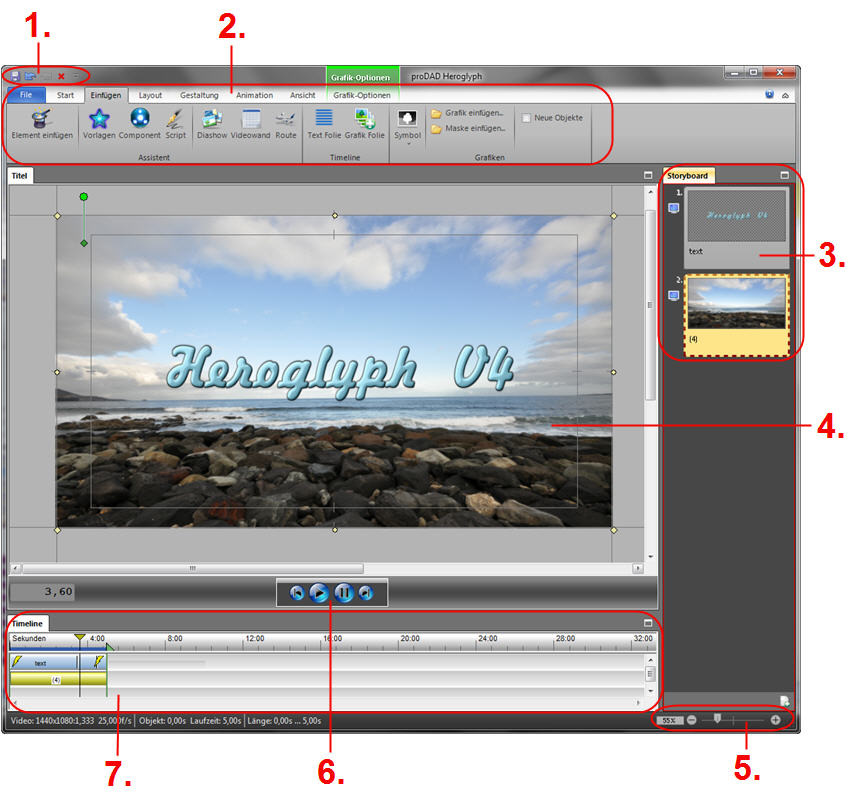 1.
2.
Grafik-Optionen proDAD Heroglyph
File Start Einfügen Layout Gestaltung Animation Ansicht Grafik-Optionen
Element einfügen Vorlagen Component Script Diashow Videowand Route Text Folie Grafik Folie Symbol Grafik einfügen... Neue Objekte
Maske einfügen...
Assistent Timeline Grafiken
Titel Storyboard
1.
Heroglyph V4
text
3.
2.
(4)
Heroglyph V4
4.
3,60
Timeline
Sekunden 4:00 8:00 12:00 16:00 20:00 24:00 28:00 32:00
text
(4)
Video: 1440x1080:1,333 25,000f/s Objekt: 0,00s Laufzeit: 5,00s Länge: 0,00s ... 5,00s 55%
7.
6.
5.